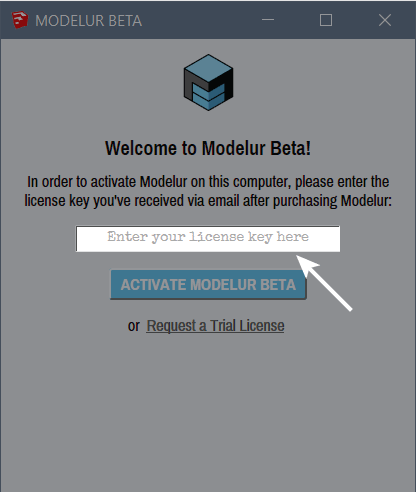 MODELUR BETA
Welcome to Modelur Beta!
In order to activate Modelur on this computer, please enter the
license key you've received via email after purchasing Modelur:
Enter your license key here
ACTIVATE MODELUR BETA
or Request a Trial License